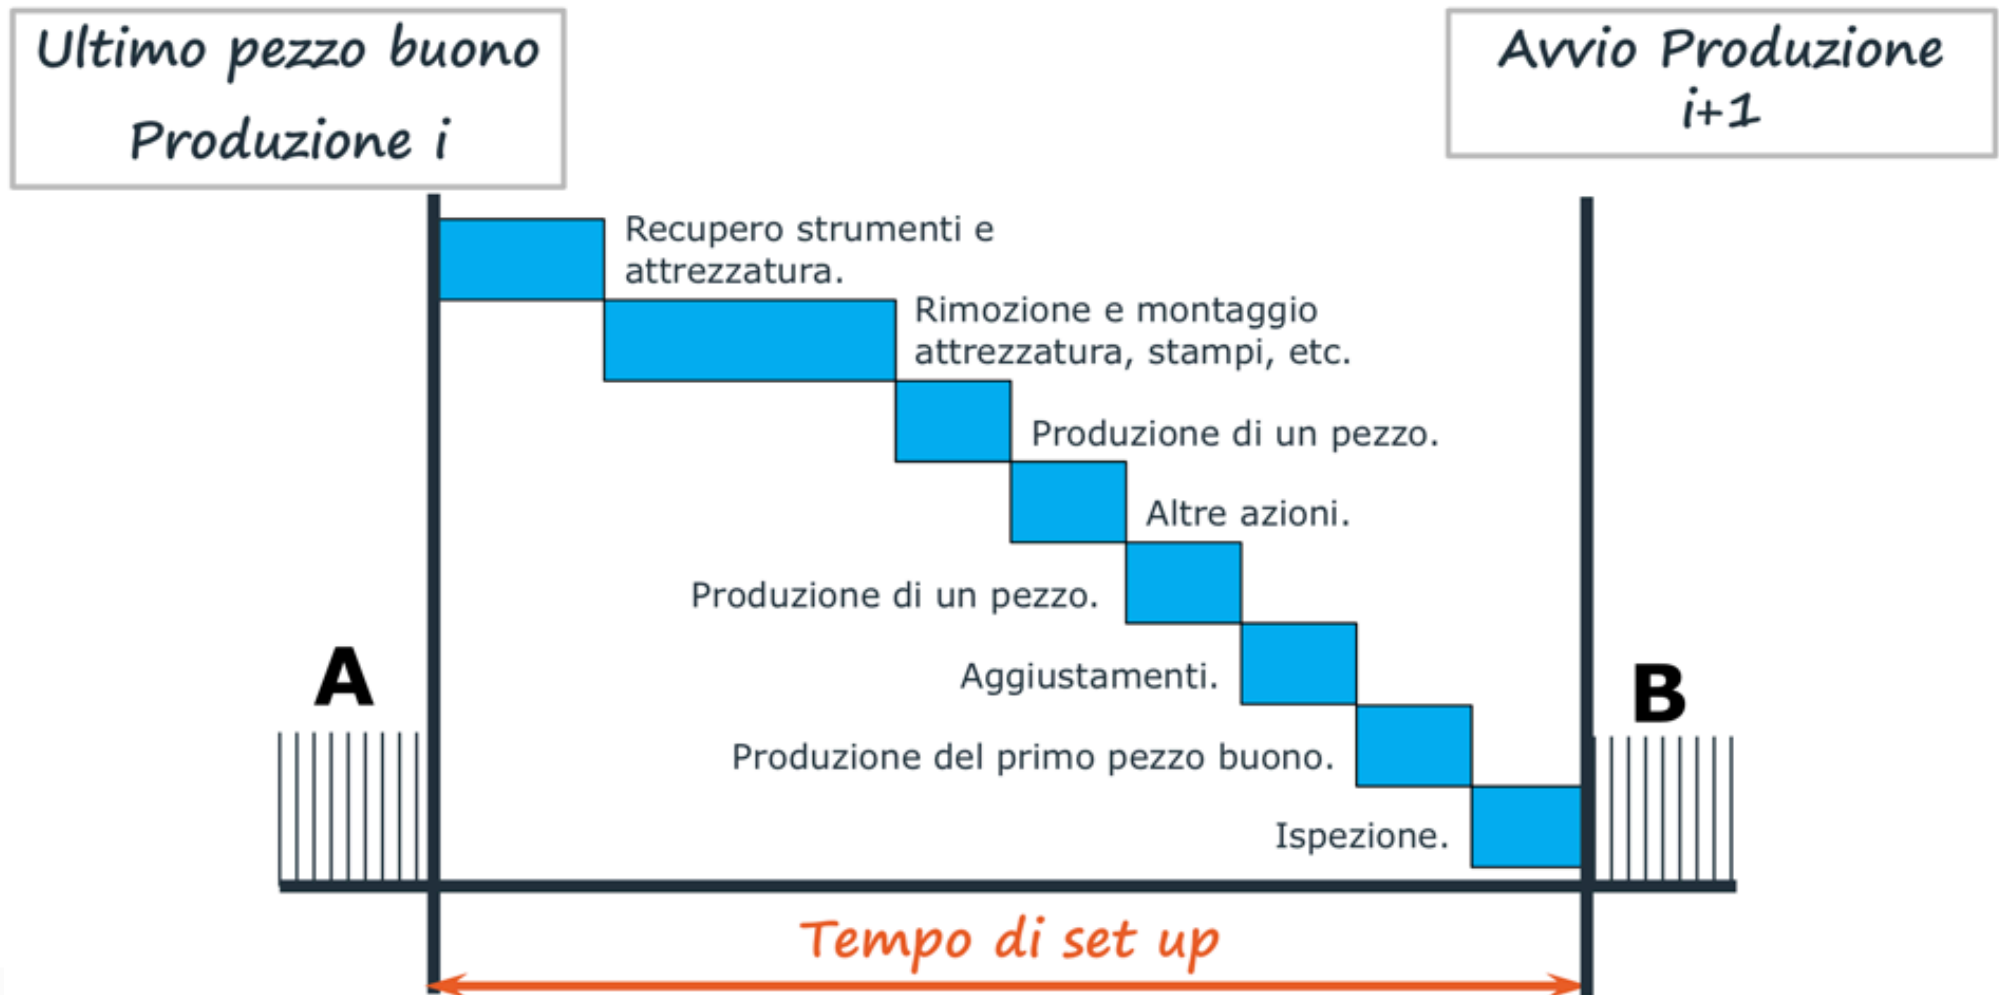 Ultimo pezzo buono
Produzione i
Avvio Produzione
i+1
Recupero strumenti e
attrezzatura.
Rimozione e montaggio
attrezzatura, stampi, etc.
Produzione di un pezzo.
Altre azioni.
Produzione di un pezzo.
Aggiustamenti.
A
B
Produzione del primo pezzo buono.
Ispezione.
Tempo di set up